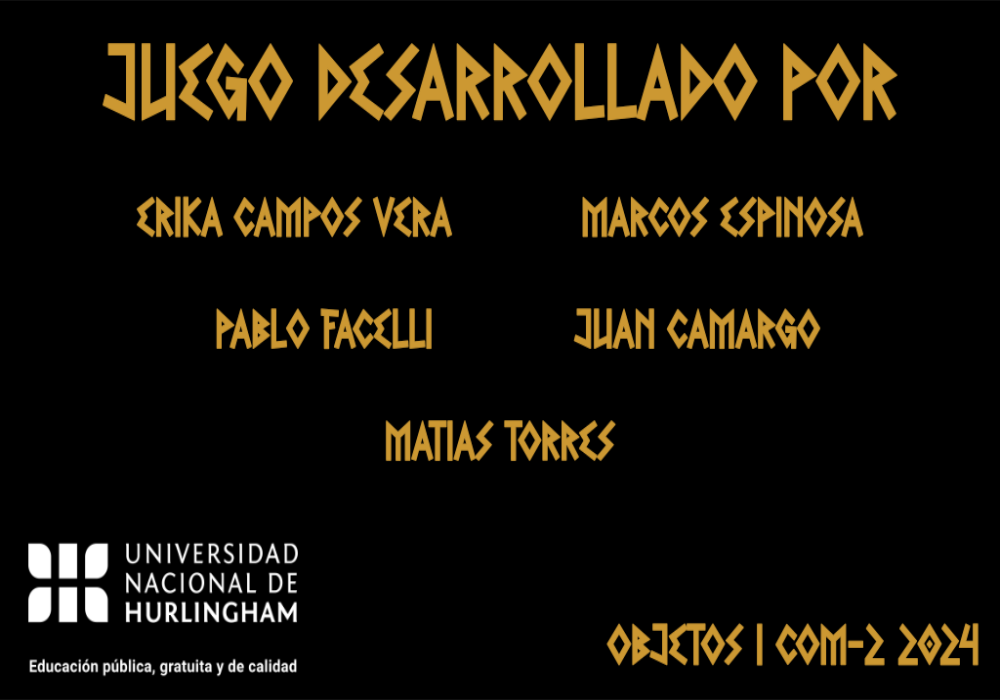 JUEGO DESARROLLADO POR
ERIKA CAMPOS VERA
MARCOS ESPINOSA
PABLO FACELLI
JUAN CAMARGO
MATIAS TORRES
UNIVERSIDAD
NACIONAL DE
HURLINGHAM
Educación pública, gratuita y de calidad
OBJETOS | COM-2 2024